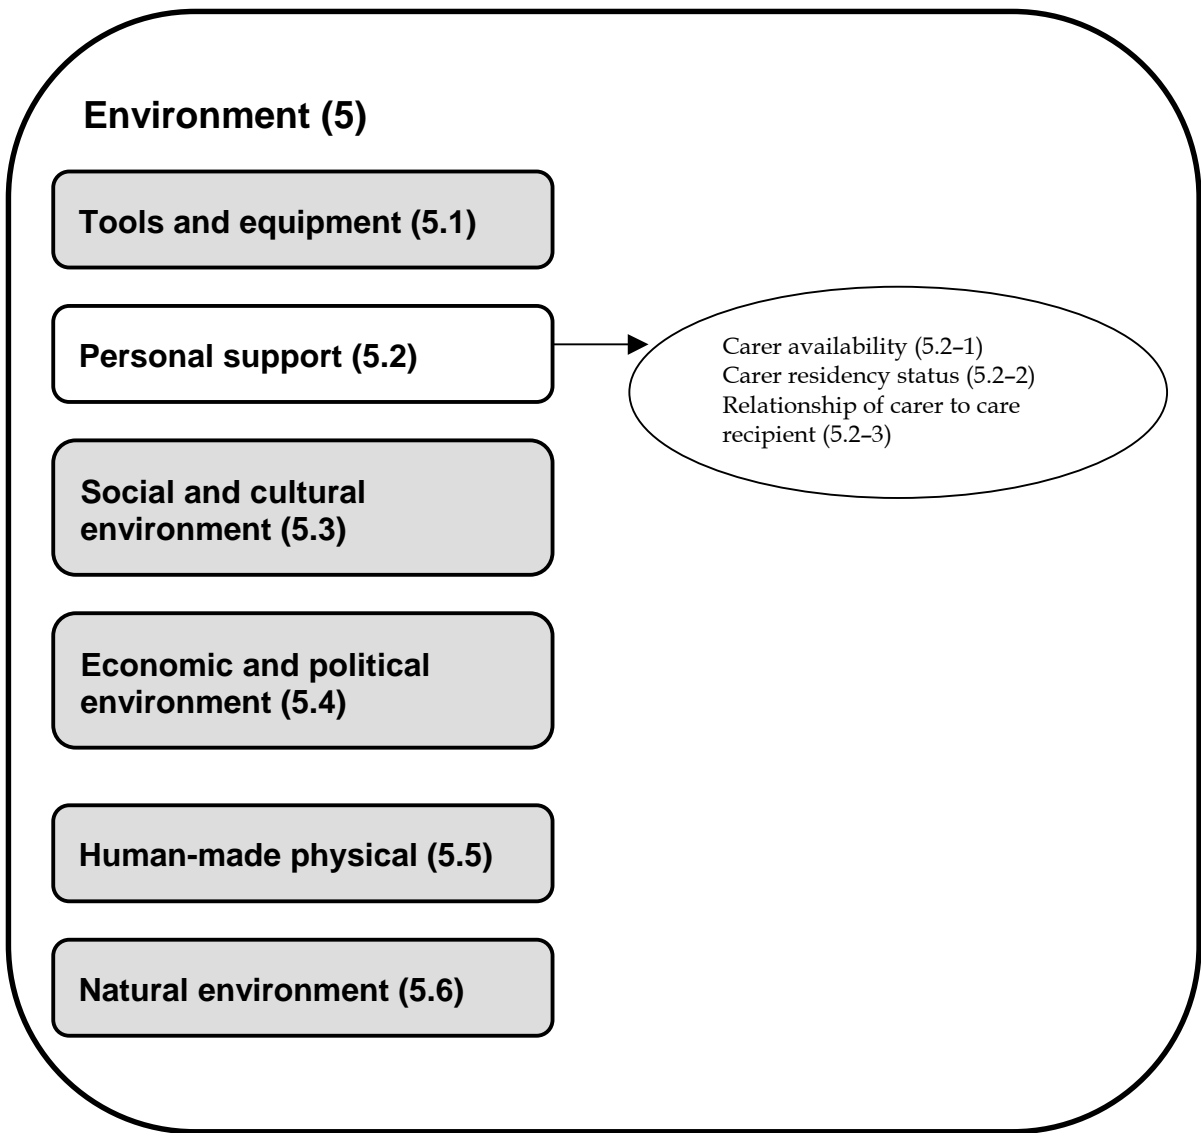 Environment (5)
Tools and equipment (5.1)
Personal support (5.2)
Carer availability (5.2–1)
Carer residency status (5.2–2)
Relationship of carer to care
recipient (5.2–3)
Social and cultural
environment (5.3)
Economic and political
environment (5.4)
Human-made physical (5.5)
Natural environment (5.6)